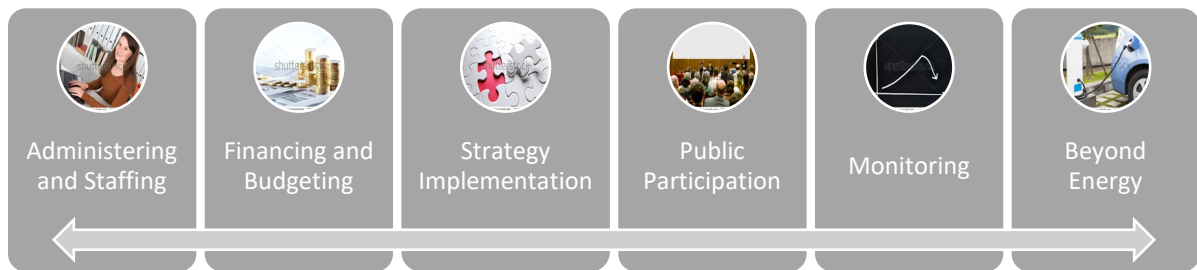 Administering
and Staffing
Financing and
Budgeting
Strategy
Implementation
Public
Participation
Monitoring
Beyond
Energy